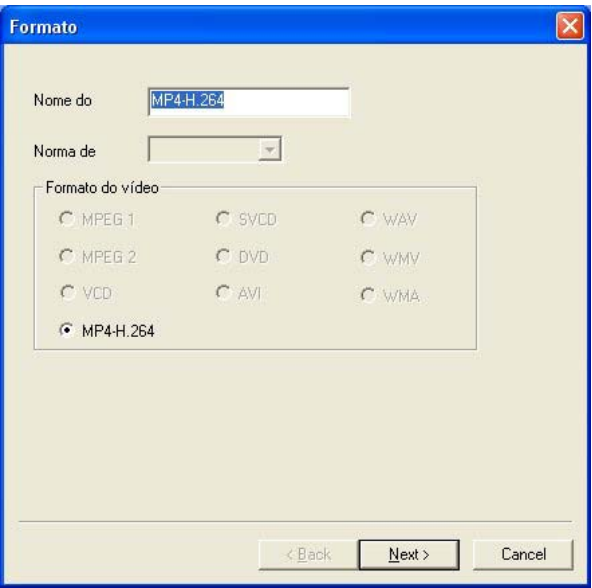 Formato
Nome do MP4-H.264
Norma de
Formato do vídeo
MPEG 1 SVCD WAV
MPEG 2 DVD WMV
VCD AVI WMA
MP4-H.264
< Back Next > Cancel